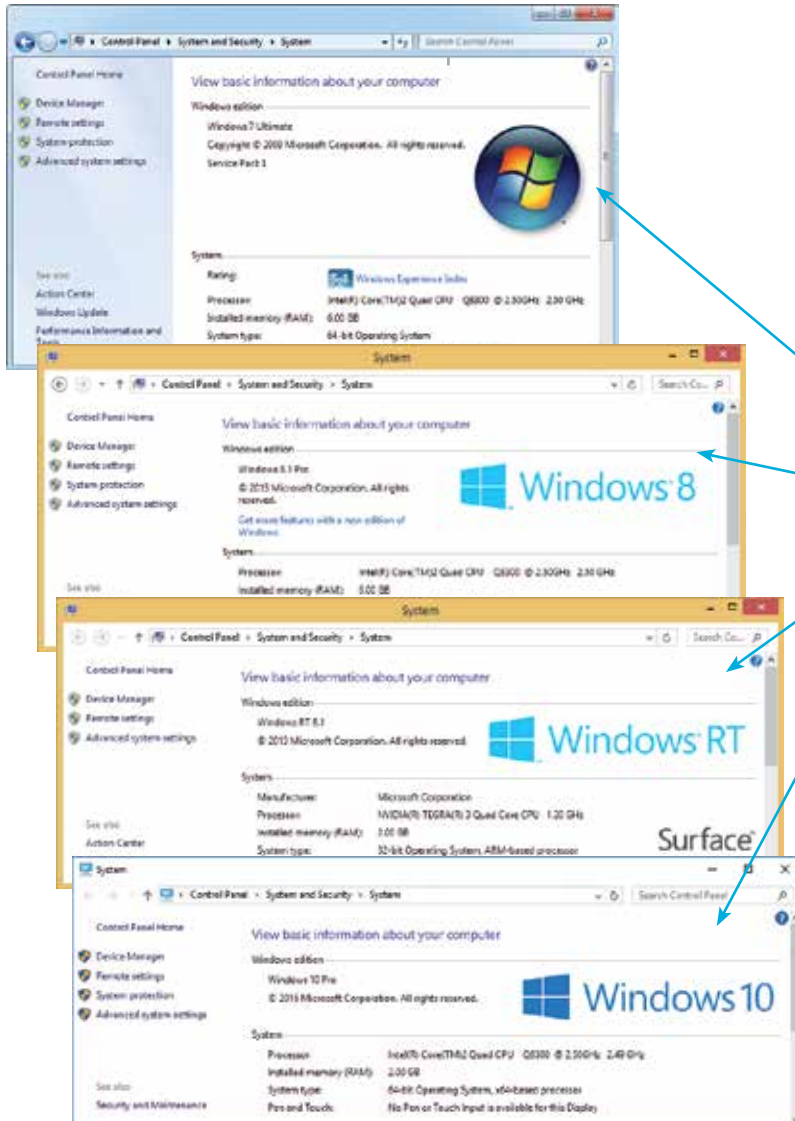 Control Panel ▸ System and Security ▸ System
Search Control Panel
Control Panel Home
Device Manager
Remote settings
System protection
Advanced system settings
See also
Action Center
Windows Update
Performance Information and Tools
View basic information about your computer
Windows edition
Windows 7 Ultimate
Copyright © 2009 Microsoft Corporation. All rights reserved.
Service Pack 1
System
Rating:
Windows Experience Index
Processor:
Intel(R) Core(TM)2 Quad CPU Q8300 @ 2.50GHz 2.50 GHz
Installed memory (RAM):
6.00 GB
System type:
64-bit Operating System
System
Control Panel ▸ System and Security ▸ System
Search Co...
Control Panel Home
Device Manager
Remote settings
System protection
Advanced system settings
See also
View basic information about your computer
Windows edition
Windows 8.1 Pro
© 2013 Microsoft Corporation. All rights
reserved.
Get more features with a new edition of
Windows
Windows 8
System
Processor:
Intel(R) Core(TM)2 Quad CPU Q8300 @ 2.50GHz 2.50 GHz
Installed memory (RAM):
System
Control Panel ▸ System and Security ▸ System
Search Co...
Control Panel Home
Device Manager
Remote settings
Advanced system settings
See also
Action Center
View basic information about your computer
Windows edition
Windows RT 8.1
© 2013 Microsoft Corporation. All rights reserved.
Windows RT
System
Manufacturer:
Microsoft Corporation
Processor:
NVIDIA(R) TEGRA(R) 3 Quad Core CPU
Installed memory (RAM):
2.00 GB
System type:
32-bit Operating System, ARM-based processor
Surface
System
Control Panel › System and Security › System
Search Control Panel
Control Panel Home
Device Manager
Remote settings
System protection
Advanced system settings
See also
Security and Maintenance
View basic information about your computer
Windows edition
Windows 10 Pro
© 2016 Microsoft Corporation. All rights reserved.
Windows 10
System
Processor:
Intel(R) Core(TM)2 Quad CPU Q8300 @ 2.50GHz 2.49 GHz
Installed memory (RAM):
2.00 GB
System type:
64-bit Operating System, x64-based processor
Pen and Touch:
No Pen or Touch Input is available for this Display